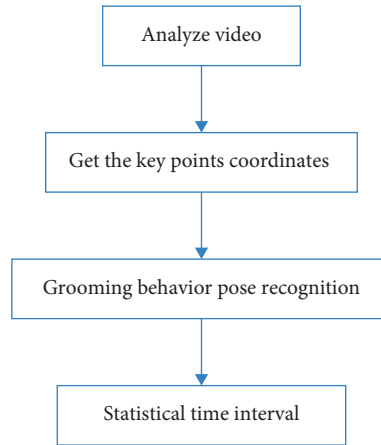 Analyze video
Get the key points coordinates
Grooming behavior pose recognition
Statistical time interval